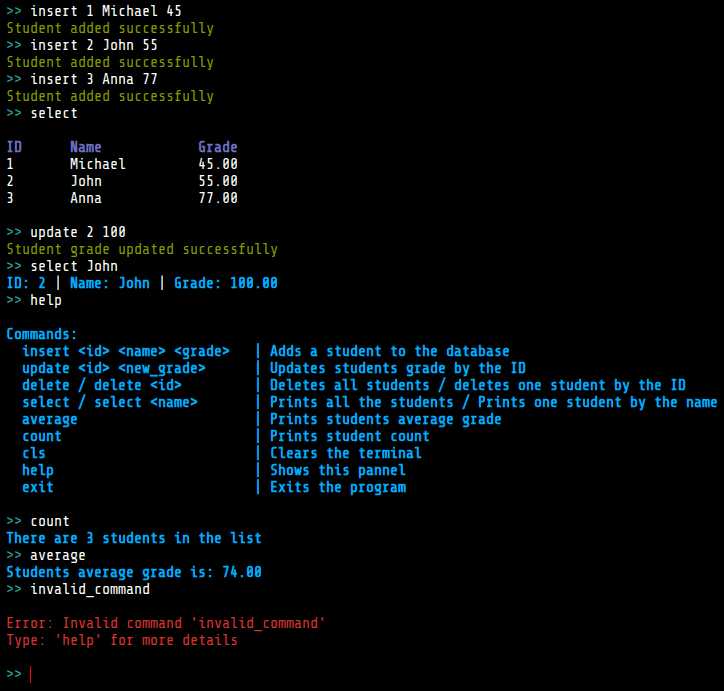 >> insert 1 Michael 45
Student added successfully
>> insert 2 John 55
Student added successfully
>> insert 3 Anna 77
Student added successfully
>> select
ID Name Grade
1 Michael 45.00
2 John 55.00
3 Anna 77.00
>> update 2 100
Student grade updated successfully
>> select John
ID: 2 | Name: John | Grade: 100.00
>> help
Commands:
insert <id> <name> <grade> | Adds a student to the database
update <id> <new_grade> | Updates students grade by the ID
delete / delete <id> | Deletes all students / deletes one student by the ID
select / select <name> | Prints all the students / Prints one student by the name
average | Prints students average grade
count | Prints student count
cls | Clears the terminal
help | Shows this pannel
exit | Exits the program
>> count
There are 3 students in the list
>> average
Students average grade is: 74.00
>> invalid_command
Error: Invalid command 'invalid_command'
Type: 'help' for more details
>>